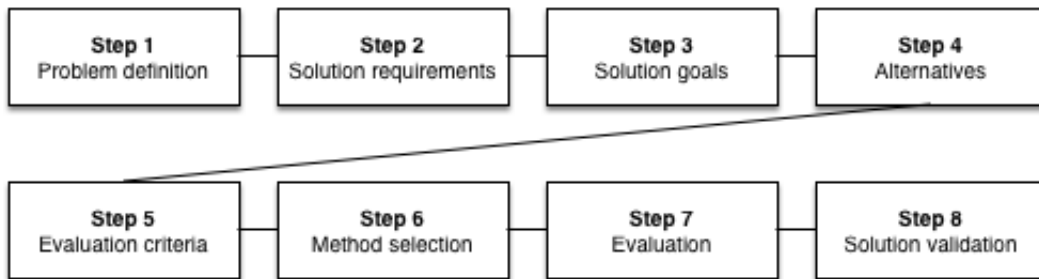 Step 1
Problem definition
Step 2
Solution requirements
Step 3
Solution goals
Step 4
Alternatives
Step 5
Evaluation criteria
Step 6
Method selection
Step 7
Evaluation
Step 8
Solution validation